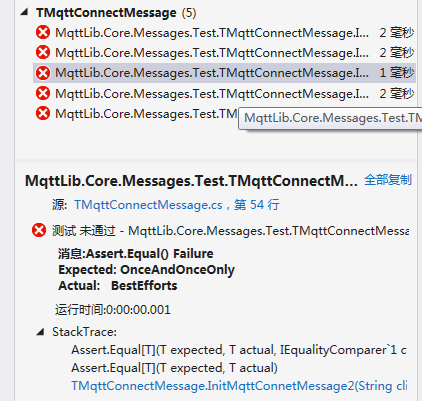 TMqttConnectMessage (5)
MqttLib.Core.Messages.Test.TMqttConnectMessage.I... 2 毫秒
MqttLib.Core.Messages.Test.TMqttConnectMessage.I... 2 毫秒
MqttLib.Core.Messages.Test.TMqttConnectMessage.I... 1 毫秒
MqttLib.Core.Messages.Test.TMqttConnectMessage.I... 2 毫秒
MqttLib.Core.Messages.Test.TM
MqttLib.Core.Messages.Test.TM
MqttLib.Core.Messages.Test.TMqttConnectM... 全部复制
源: TMqttConnectMessage.cs，第 54 行
测试 未通过 - MqttLib.Core.Messages.Test.TMqttConnectMessa
消息:Assert.Equal() Failure
Expected: OnceAndOnceOnly
Actual: BestEfforts
运行时间:0:00:00.001
StackTrace:
Assert.Equal[T](T expected, T actual, IEqualityComparer`1 c
Assert.Equal[T](T expected, T actual)
TMqttConnectMessage.InitMqttConnetMessage2(String cli